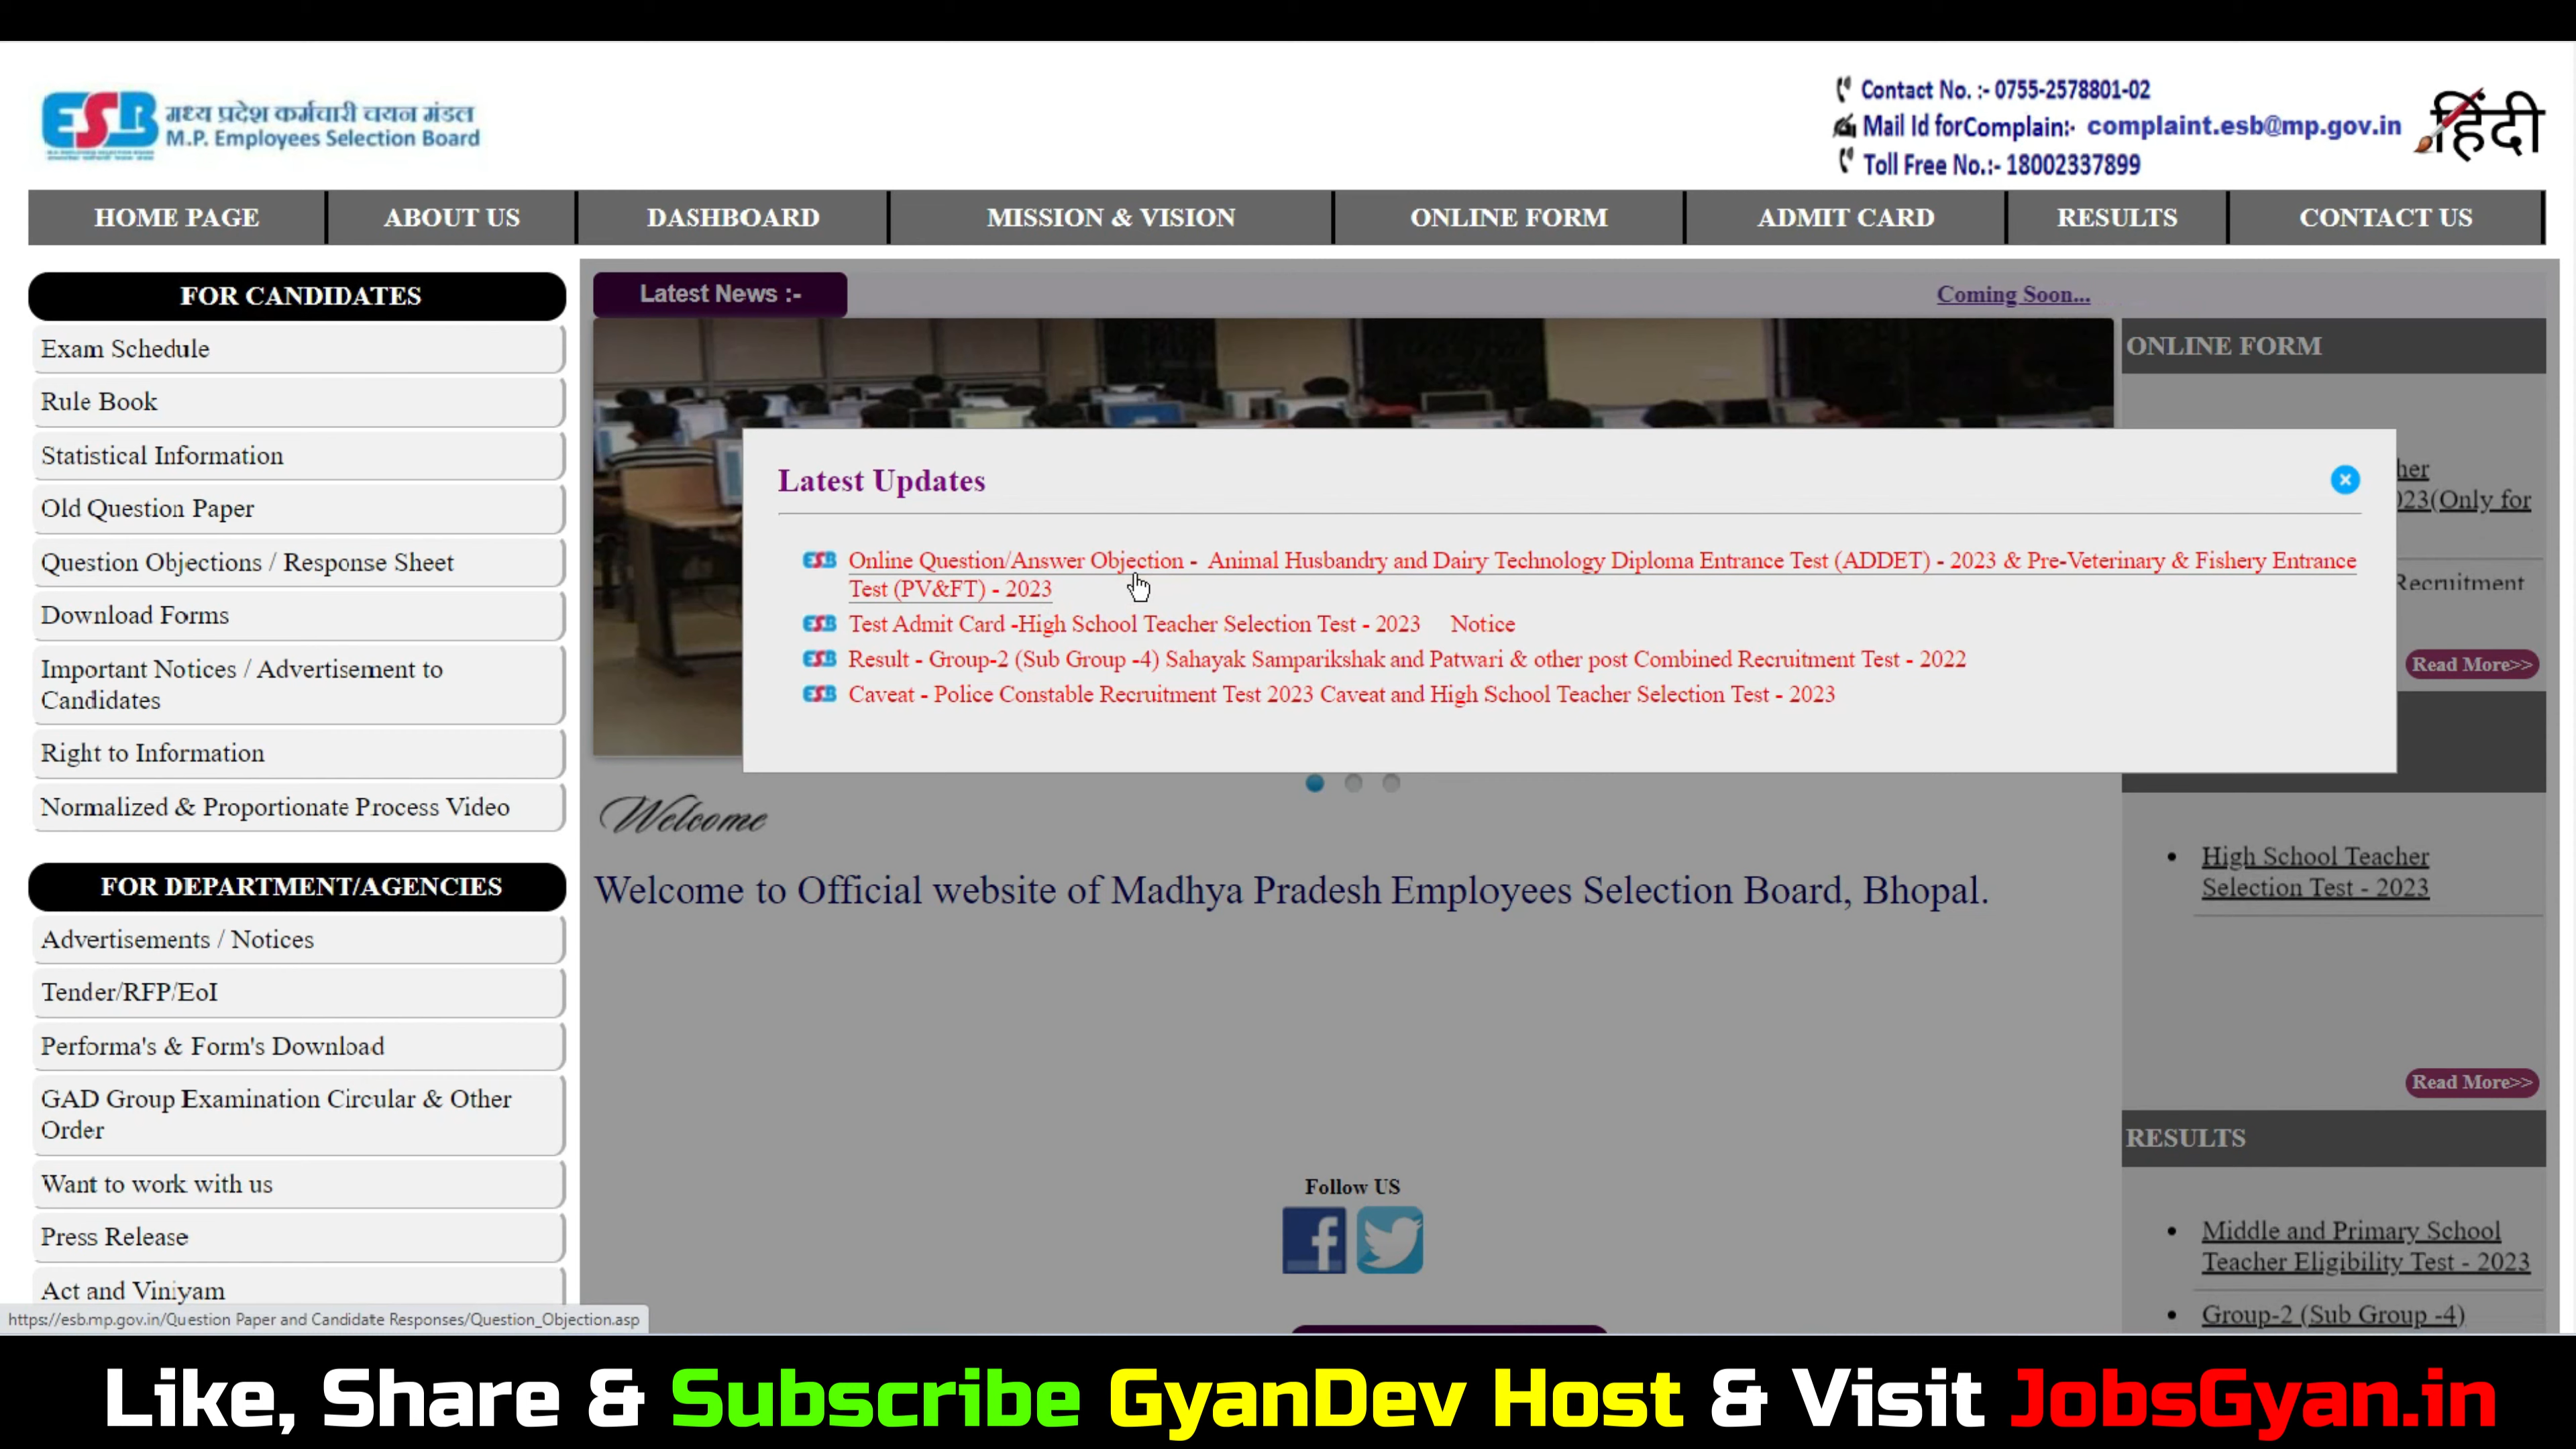 ESB मध्य प्रदेश कर्मचारी चयन मंडल
M.P. Employees Selection Board
Contact No. :- 0755-2578801-02
Mail Id forComplain:- complaint.esb@mp.gov.in
Toll Free No.:- 18002337899
हिंदी
HOME PAGE ABOUT US DASHBOARD MISSION & VISION ONLINE FORM ADMIT CARD RESULTS CONTACT US
FOR CANDIDATES
Exam Schedule
Rule Book
Statistical Information
Old Question Paper
Question Objections / Response Sheet
Download Forms
Important Notices / Advertisement to
Candidates
Right to Information
Normalized & Proportionate Process Video
FOR DEPARTMENT/AGENCIES
Advertisements / Notices
Tender/RFP/EoI
Performa's & Form's Download
GAD Group Examination Circular & Other
Order
Want to work with us
Press Release
Act and Viniyam
https://esb.mp.gov.in/Question Paper and Candidate Responses/Question_Objection.asp
Latest News :-
Coming Soon...
Latest Updates
ESB Online Question/Answer Objection - Animal Husbandry and Dairy Technology Diploma Entrance Test (ADDET) - 2023 & Pre-Veterinary & Fishery Entrance
Test (PV&FT) - 2023
ESB Test Admit Card -High School Teacher Selection Test - 2023 Notice
ESB Result - Group-2 (Sub Group -4) Sahayak Samparikshak and Patwari & other post Combined Recruitment Test - 2022
ESB Caveat - Police Constable Recruitment Test 2023 Caveat and High School Teacher Selection Test - 2023
Welcome
Welcome to Official website of Madhya Pradesh Employees Selection Board, Bhopal.
Follow US
ONLINE FORM
23(Only for
Recruitment
Read More>>
High School Teacher
Selection Test - 2023
Read More>>
RESULTS
Middle and Primary School
Teacher Eligibility Test - 2023
Group-2 (Sub Group -4)
Like, Share & Subscribe GyanDev Host & Visit JobsGyan.in